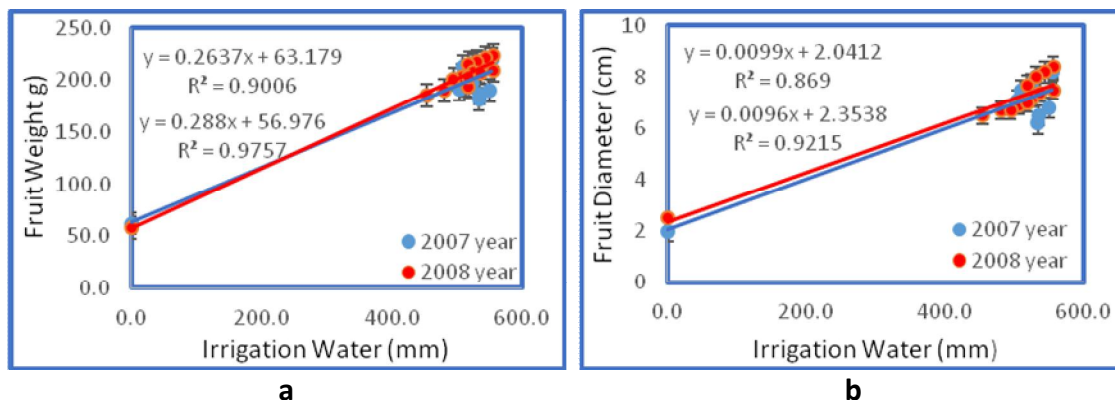 250.0
200.0
150.0
100.0
50.0
0.0
Fruit Weight g
y = 0.2637x + 63.179
R² = 0.9006
y = 0.288x + 56.976
R² = 0.9757
2007 year
2008 year
0.0 200.0 400.0 600.0
Irrigation Water (mm)
a
10
8
6
4
2
0
Fruit Diameter (cm)
y = 0.0099x + 2.0412
R² = 0.869
y = 0.0096x + 2.3538
R² = 0.9215
2007 year
2008 year
0.0 200.0 400.0 600.0
Irrigation Water (mm)
b